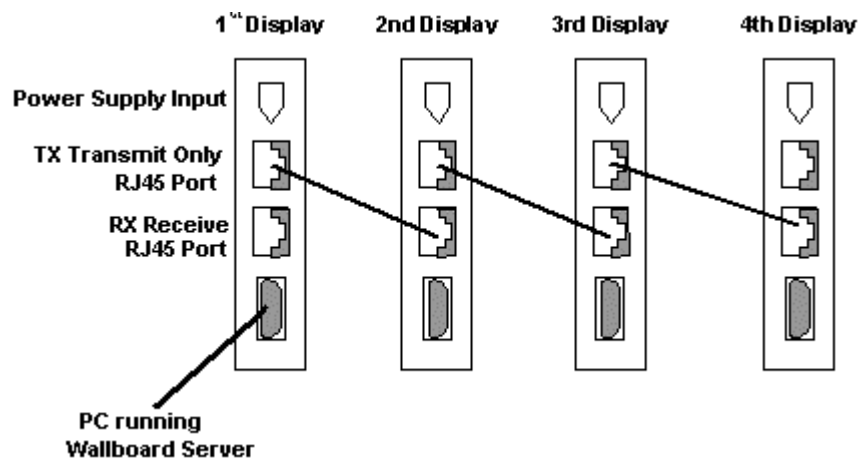 1st Display 2nd Display 3rd Display 4th Display
Power Supply Input
TX Transmit Only
RJ45 Port
RX Receive
RJ45 Port
PC running
Wallboard Server